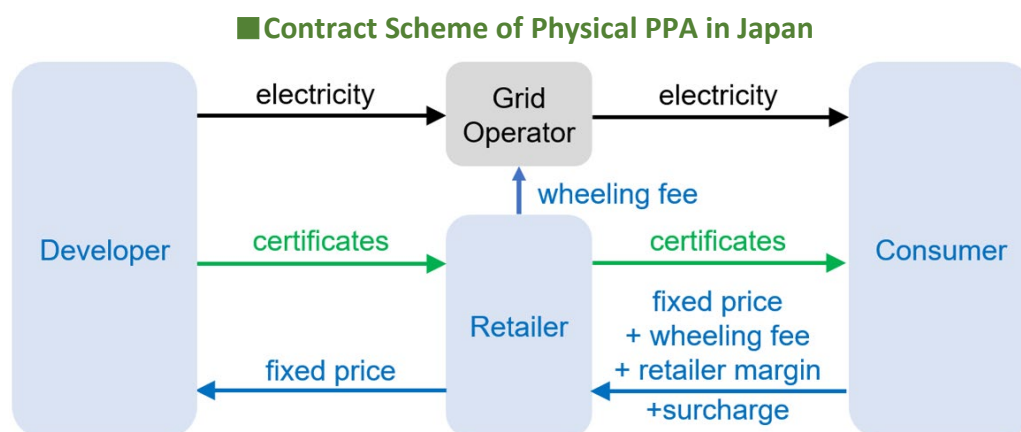 ■Contract Scheme of Physical PPA in Japan
electricity
Grid
Operator
electricity
wheeling fee
Developer
certificates
certificates
Consumer
Retailer
fixed price
fixed price
+ wheeling fee
+ retailer margin
+surcharge